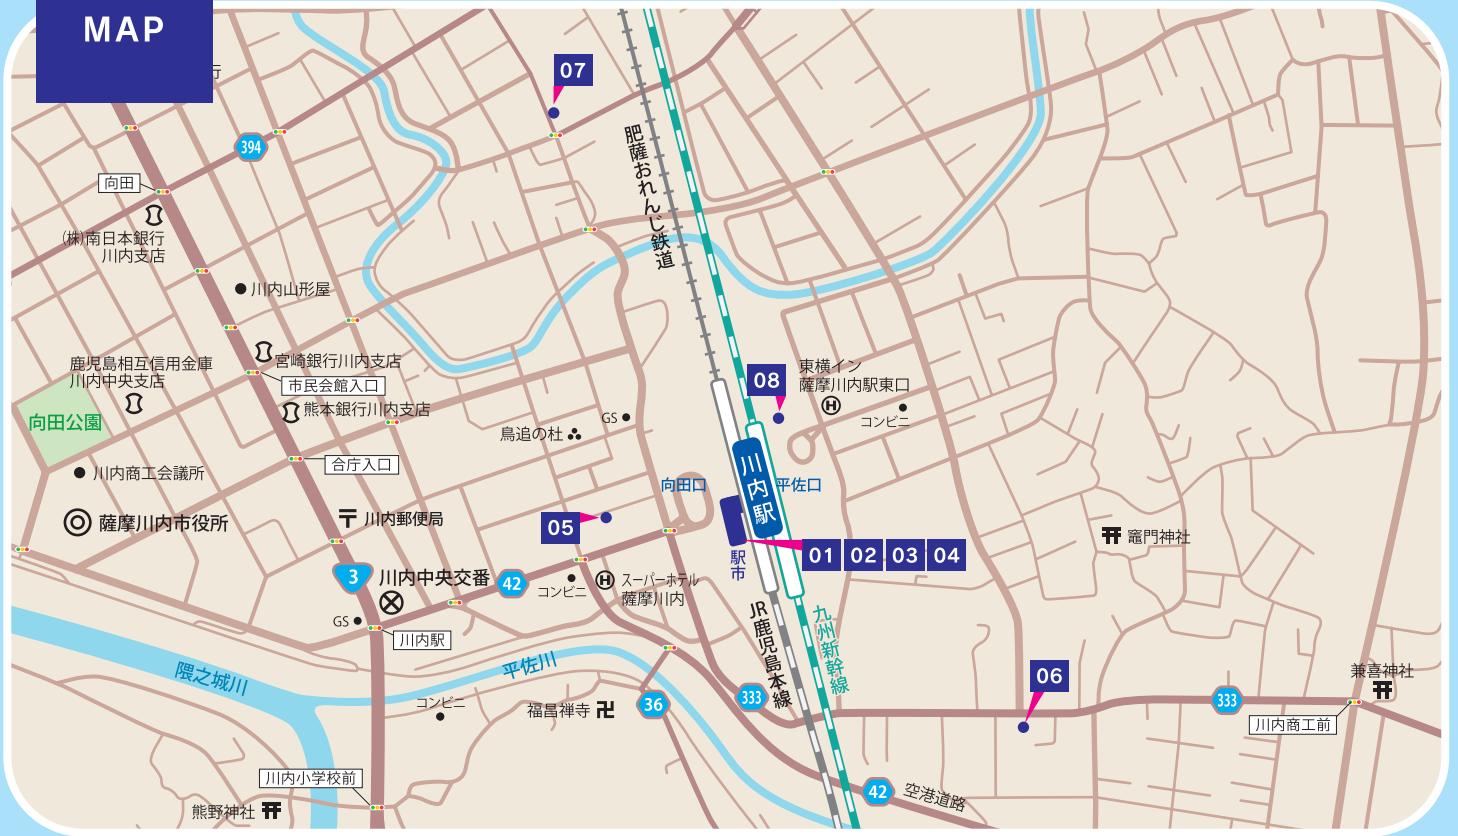 MAP
行
07
394
肥薩おれんじ鉄道
向田
(株)南日本銀行
川内支店
川内山形屋
宮崎銀行川内支店
鹿児島相互信用金庫
川内中央支店
市民会館入口
熊本銀行川内支店
向田公園
08
東横イン
薩摩川内駅東口
コンビニ
GS
鳥追の杜
合庁入口
川内商工会議所
向田口
川内駅
平佐口
薩摩川内市役所
川内郵便局
05
駅市
01
02
03
04
竈門神社
3
川内中央交番
42
コンビニ
スーパーホテル
薩摩川内
GS
川内駅
JR鹿児島本線
九州新幹線
隈之城川
平佐川
コンビニ
福昌禅寺
卍
36
333
06
兼喜神社
333
川内商工前
川内小学校前
熊野神社
42
空港道路